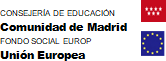 CONSEJERÍA DE EDUCACIÓN
Comunidad de Madrid
FONDO SOCIAL EUROP
Unión Europea